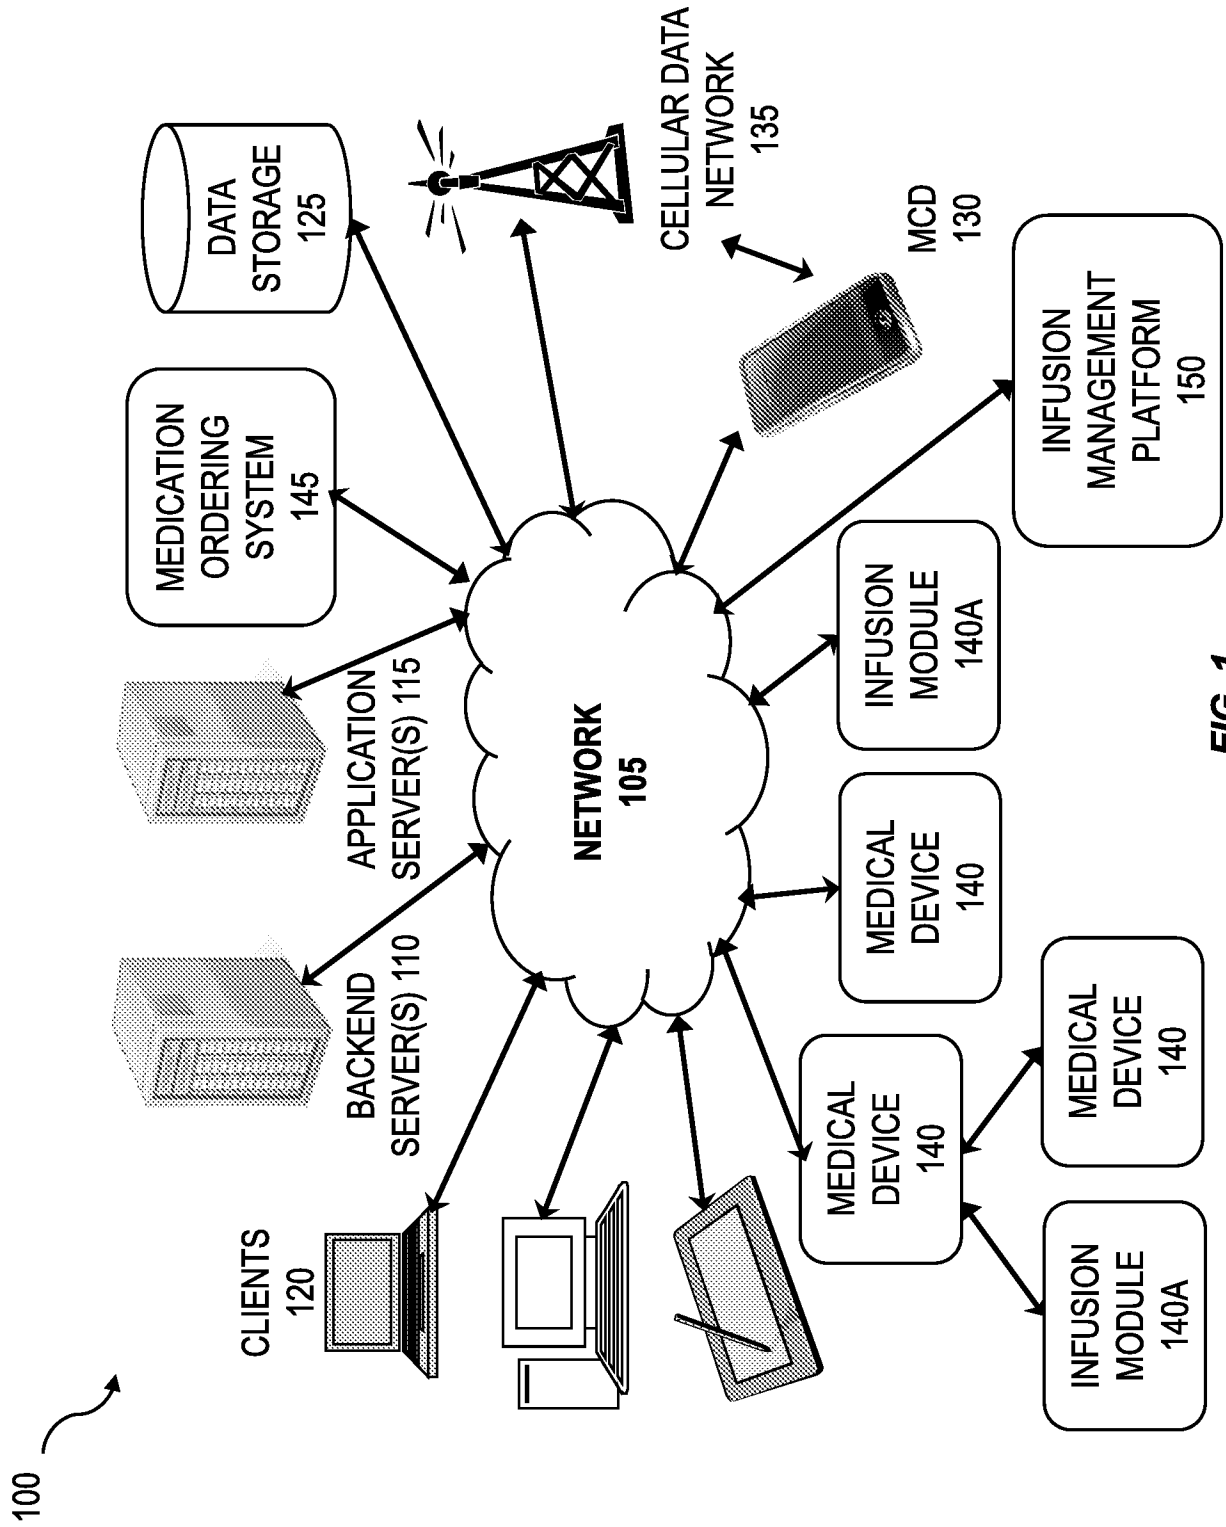 100
CLIENTS
120
BACKEND
SERVER(S) 110
APPLICATION
SERVER(S) 115
MEDICATION
ORDERING
SYSTEM
145
DATA
STORAGE
125
NETWORK
105
CELLULAR DATA
NETWORK
135
MCD
130
MEDICAL
DEVICE
140
MEDICAL
DEVICE
140
INFUSION
MODULE
140A
INFUSION
MANAGEMENT
PLATFORM
150
INFUSION
MODULE
140A
MEDICAL
DEVICE
140
FIG. 1